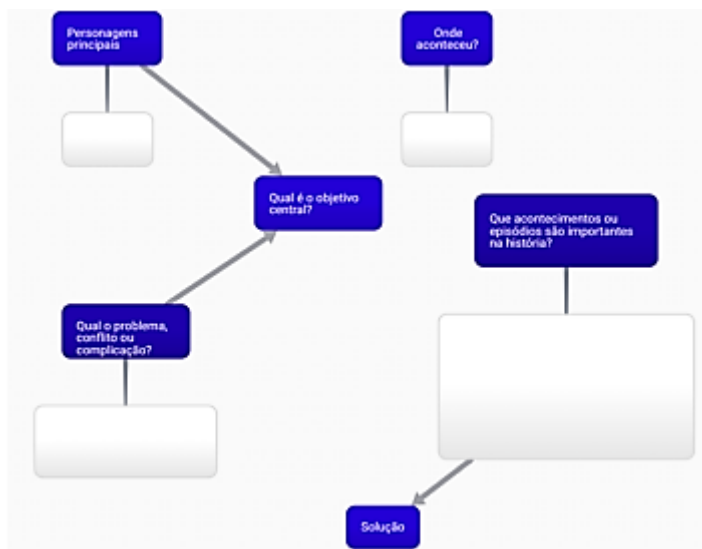 Personagens
principais
Onde
aconteceu?
Qual é o objetivo
central?
Que acontecimentos ou
episódios são importantes
na história?
Qual o problema,
conflito ou
complicação?
Solução